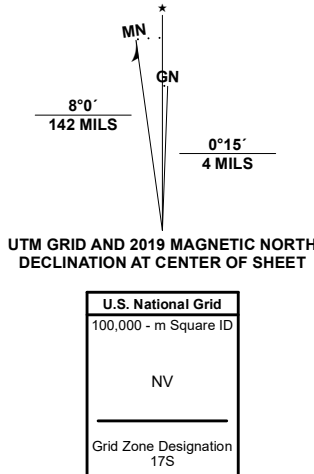 ★
MN
GN
8°0´
142 MILS
0°15´
4 MILS
UTM GRID AND 2019 MAGNETIC NORTH
DECLINATION AT CENTER OF SHEET
U.S. National Grid
100,000 - m Square ID
NV
Grid Zone Designation
17S